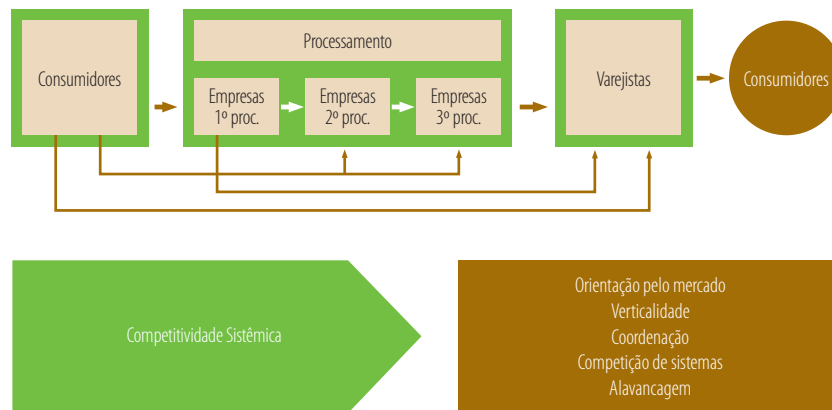 Consumidores
Processamento
Empresas
1º proc.
Empresas
2º proc.
Empresas
3º proc.
Varejistas
Consumidores
Competitividade Sistêmica
Orientação pelo mercado
Verticalidade
Coordenação
Competição de sistemas
Alavancagem